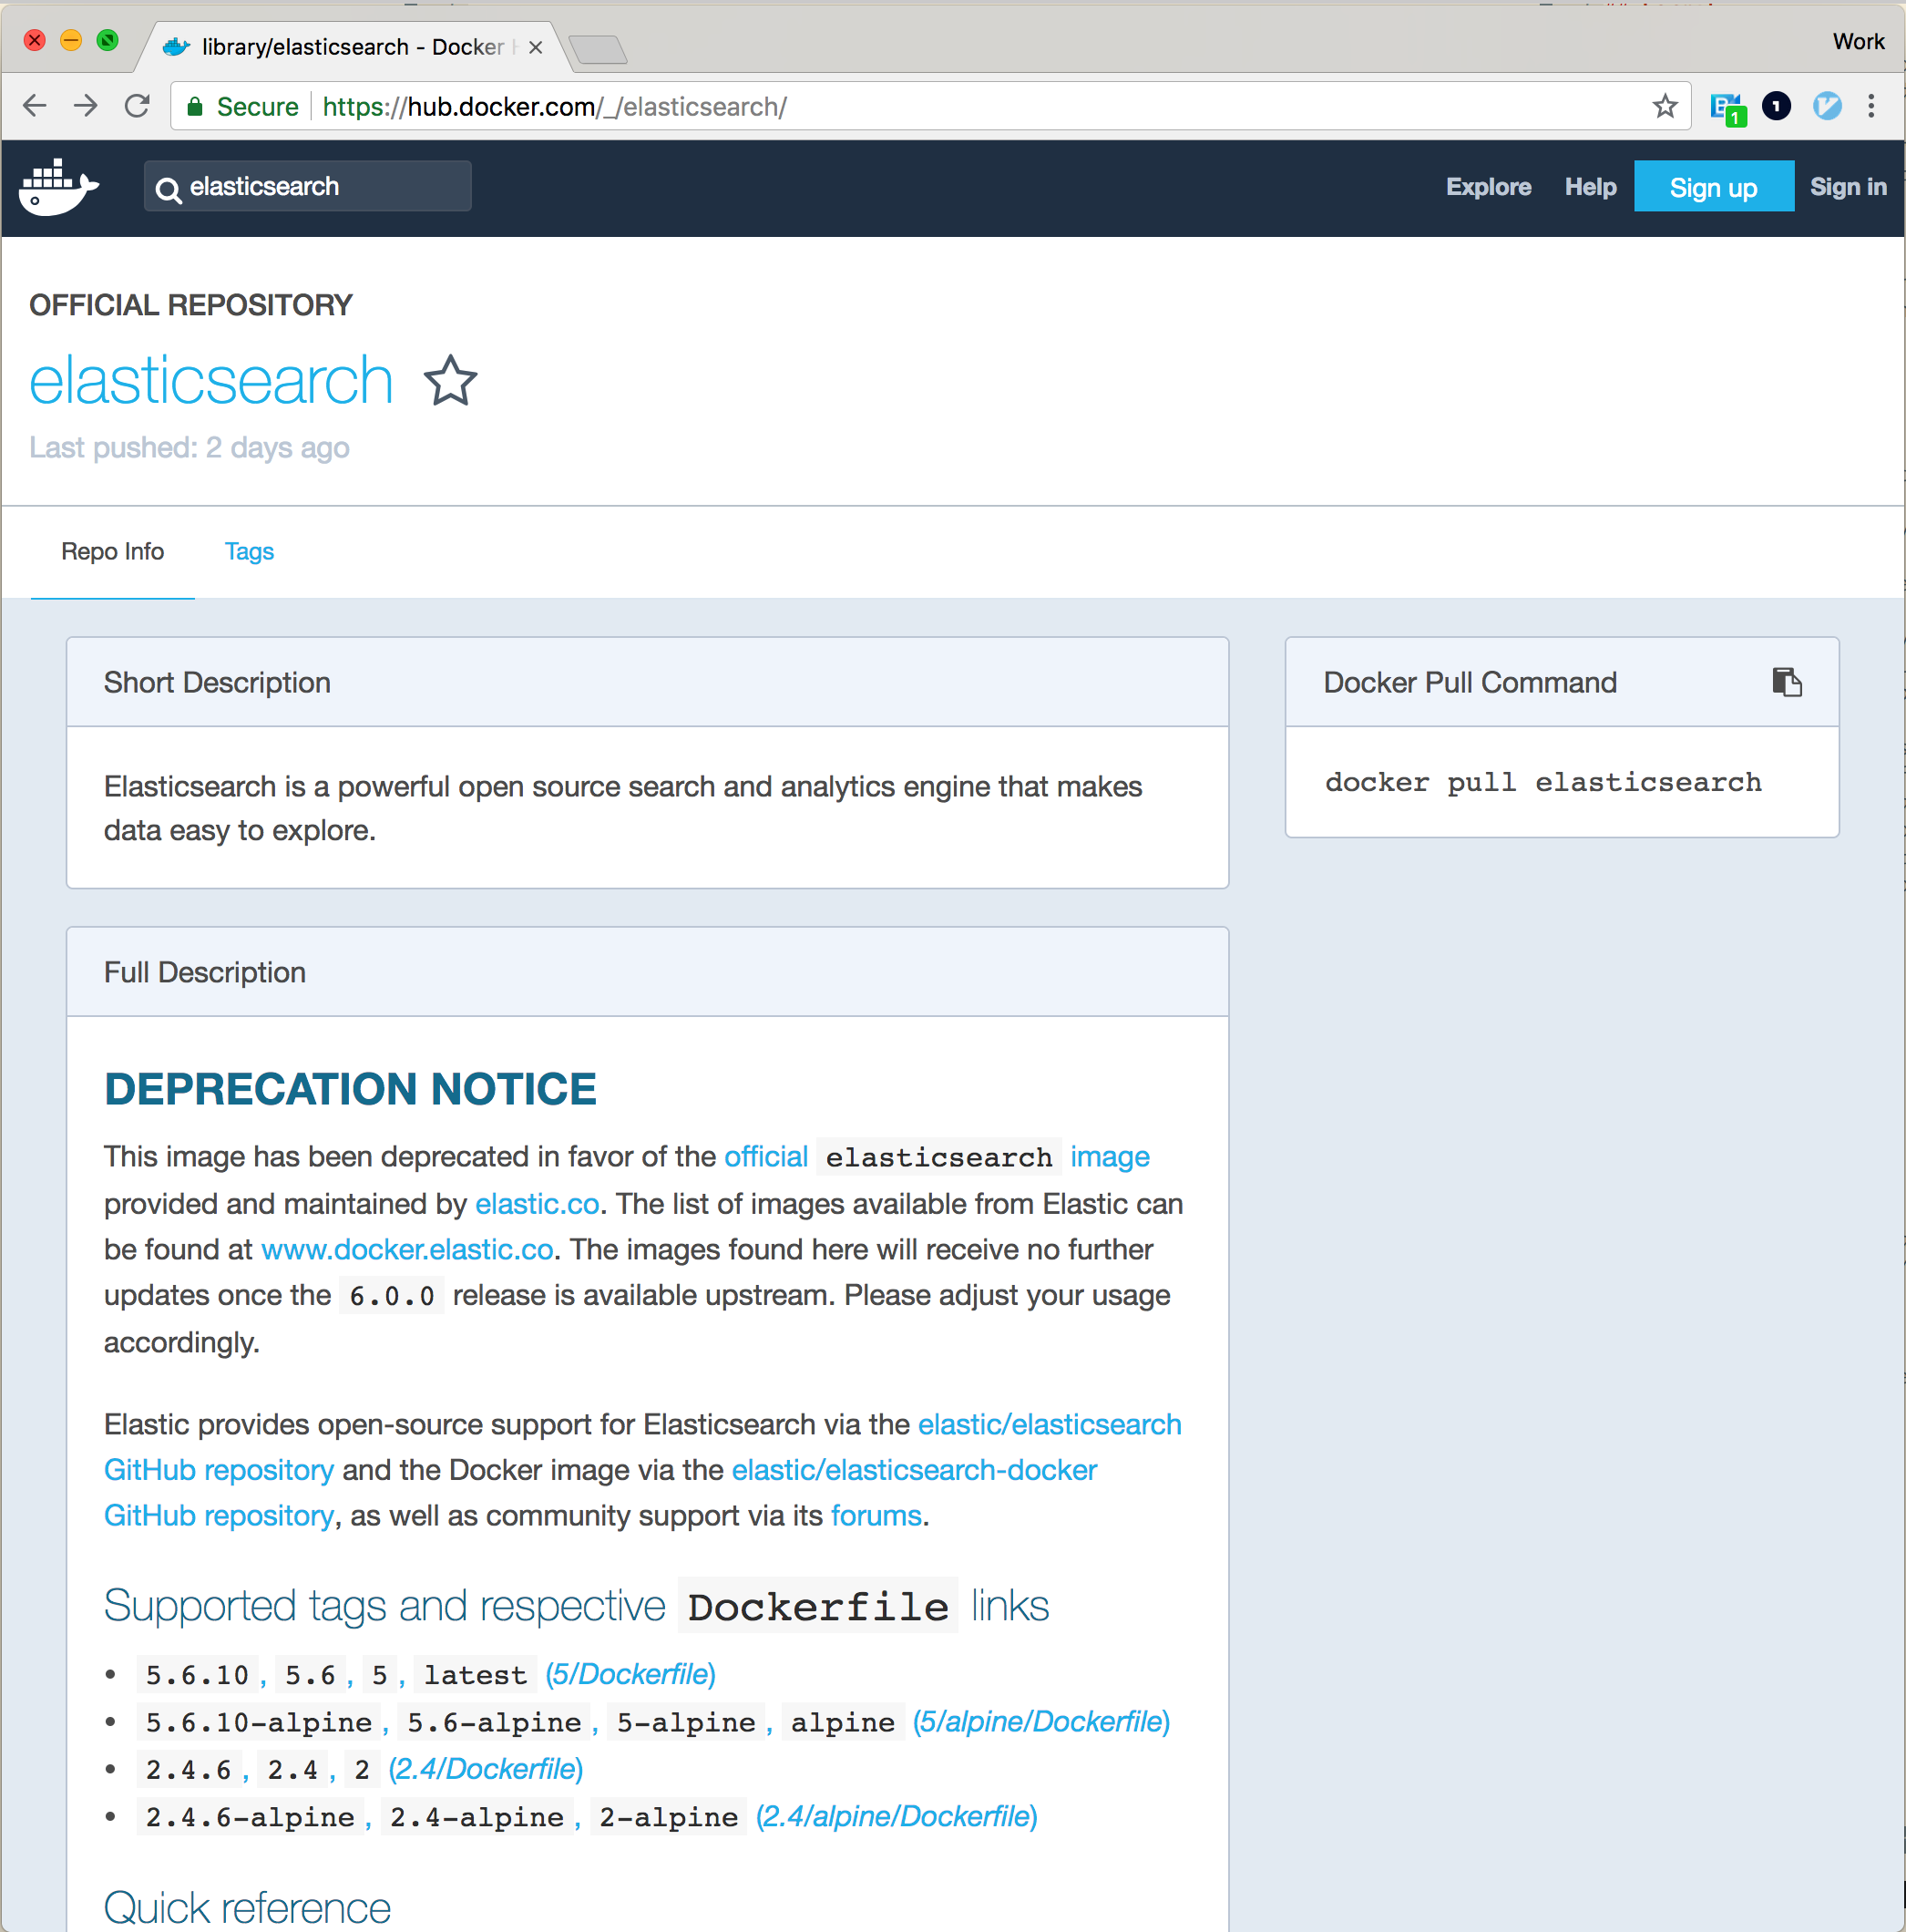 library/elasticsearch - Docker
Work
Secure https://hub.docker.com/_/elasticsearch/
1
1
elasticsearch
Explore Help Sign up Sign in
OFFICIAL REPOSITORY
elasticsearch
Last pushed: 2 days ago
Repo Info Tags
Short Description
Elasticsearch is a powerful open source search and analytics engine that makes
data easy to explore.
Docker Pull Command
docker pull elasticsearch
Full Description
DEPRECATION NOTICE
This image has been deprecated in favor of the official elasticsearch image
provided and maintained by elastic.co. The list of images available from Elastic can
be found at www.docker.elastic.co. The images found here will receive no further
updates once the 6.0.0 release is available upstream. Please adjust your usage
accordingly.
Elastic provides open-source support for Elasticsearch via the elastic/elasticsearch
GitHub repository and the Docker image via the elastic/elasticsearch-docker
GitHub repository, as well as community support via its forums.
Supported tags and respective Dockerfile links
• 5.6.10, 5.6, 5, latest (5/Dockerfile)
• 5.6.10-alpine, 5.6-alpine, 5-alpine, alpine (5/alpine/Dockerfile)
• 2.4.6, 2.4, 2 (2.4/Dockerfile)
• 2.4.6-alpine, 2.4-alpine, 2-alpine (2.4/alpine/Dockerfile)
Quick reference